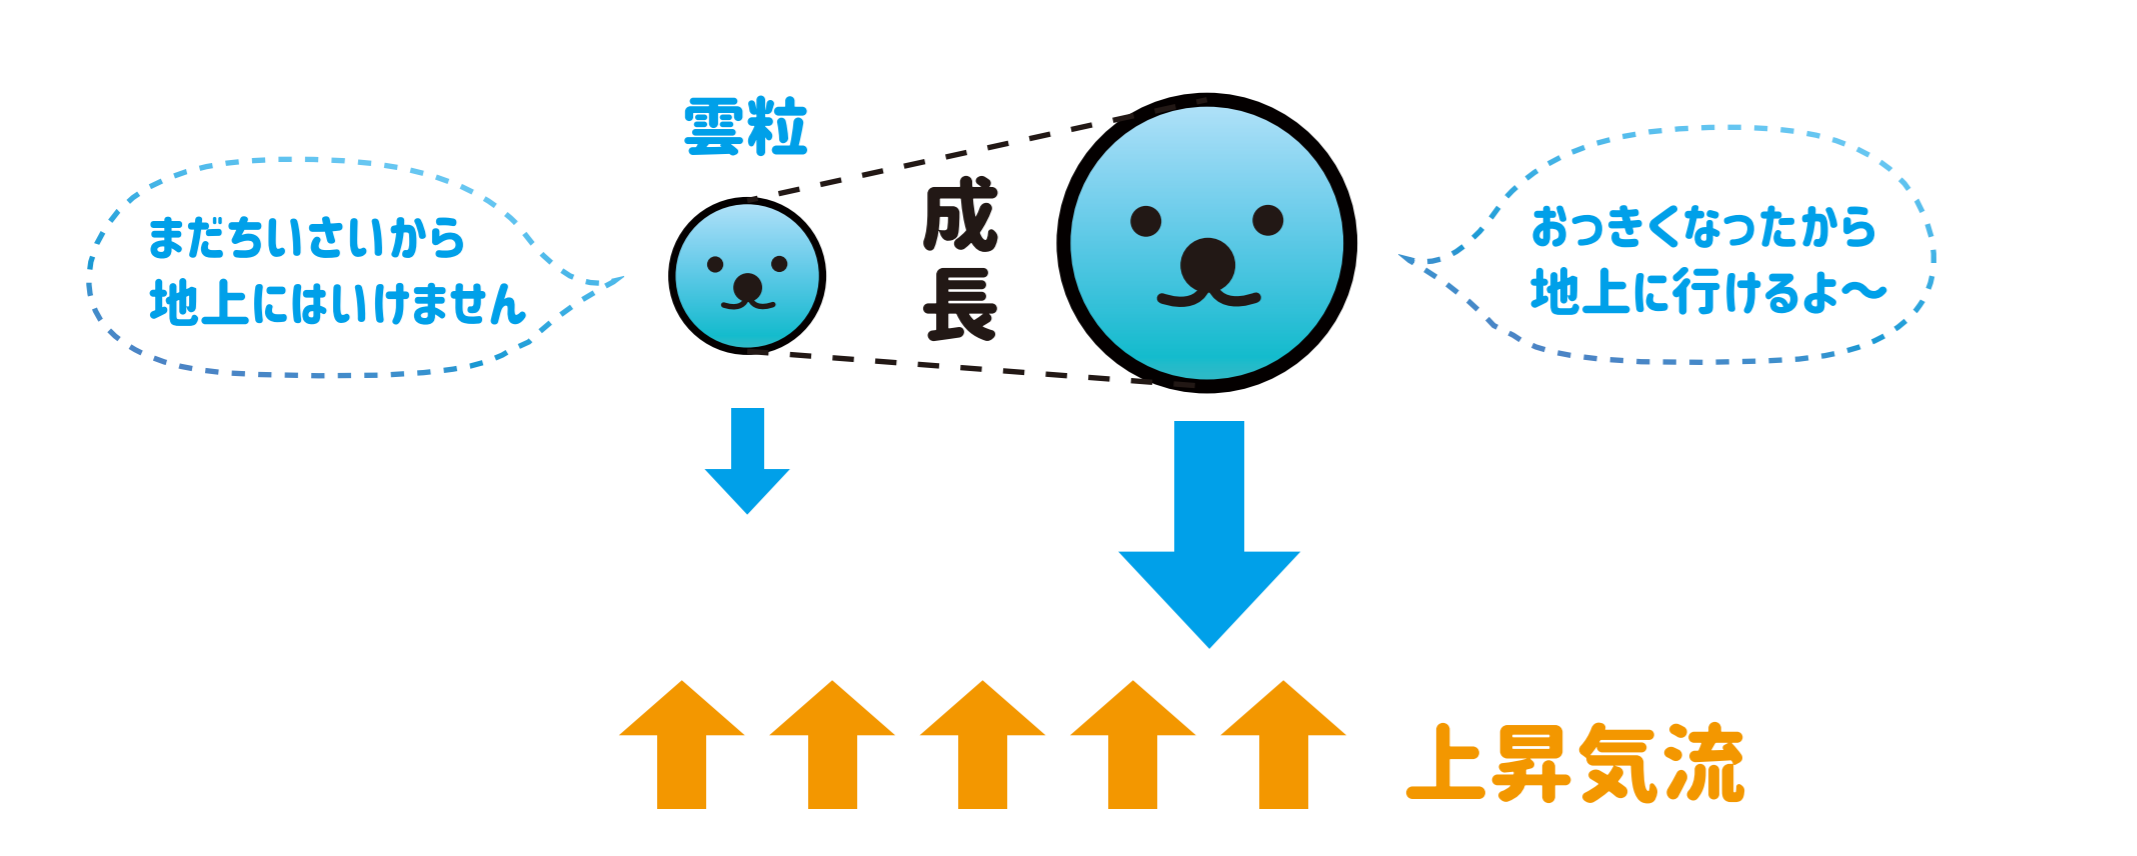 雲粒
まだちいさいから
地上にはいけません
成長
おっきくなったから
地上に行けるよ〜
上昇気流